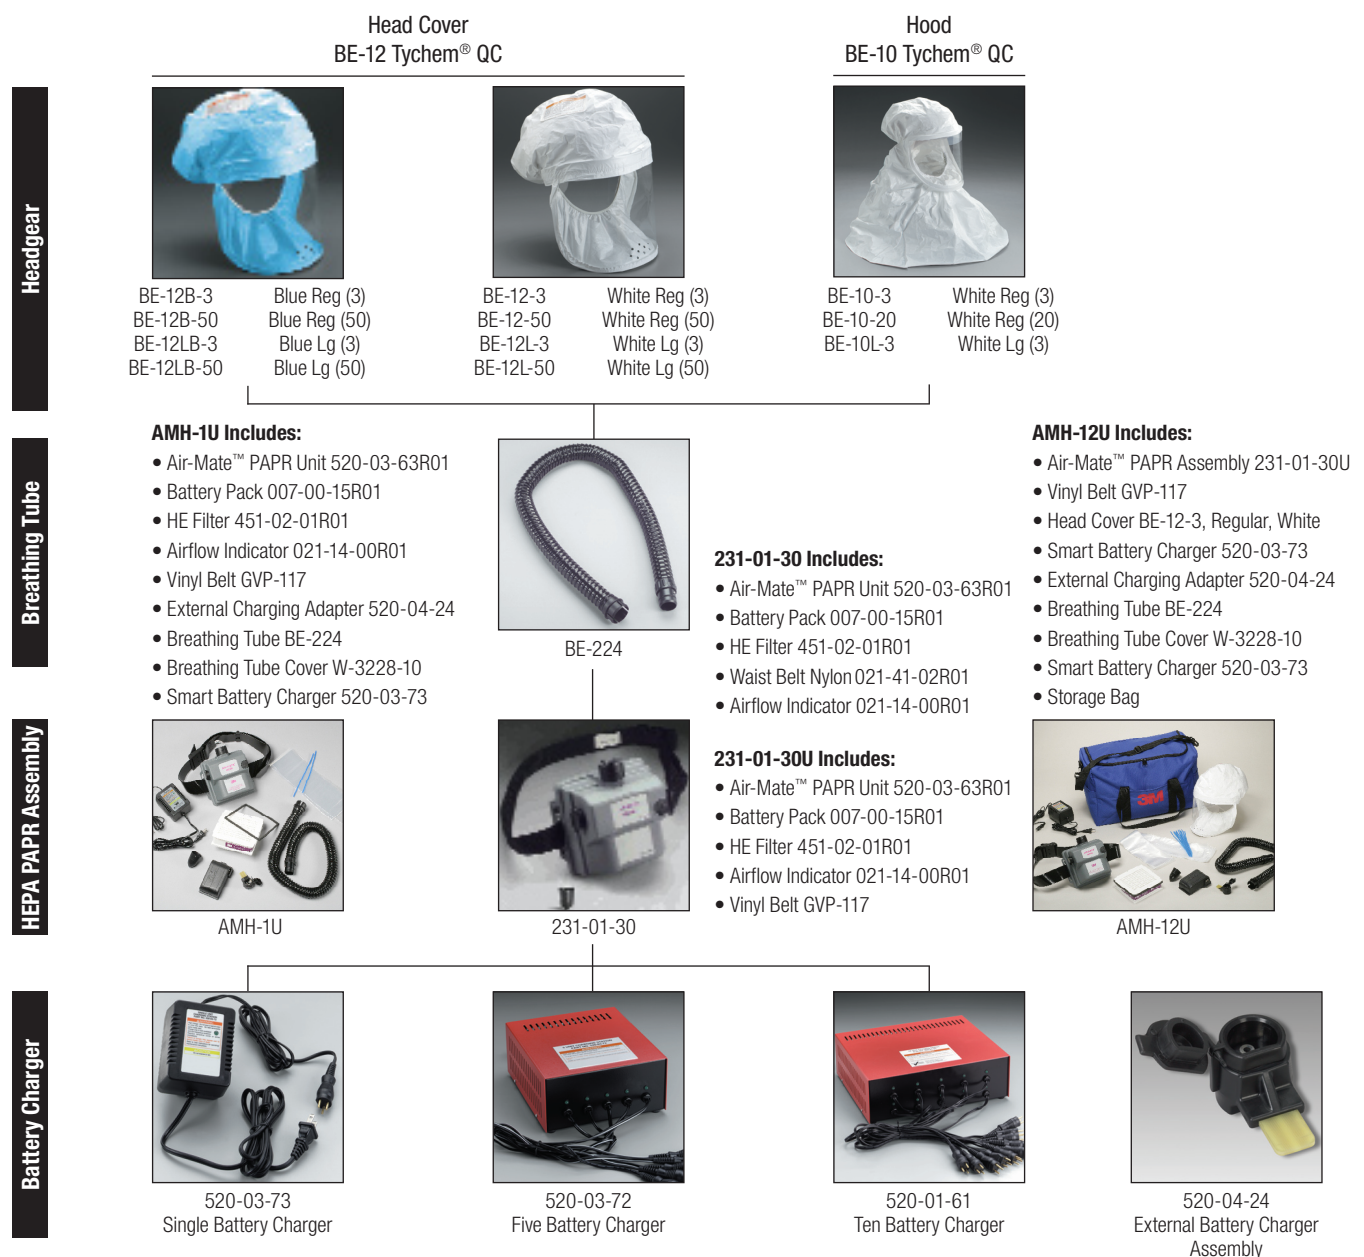 Head Cover
BE-12 Tychem® QC
Hood
BE-10 Tychem® QC
Headgear
BE-12B-3 Blue Reg (3)
BE-12B-50 Blue Reg (50)
BE-12LB-3 Blue Lg (3)
BE-12LB-50 Blue Lg (50)
BE-12-3 White Reg (3)
BE-12-50 White Reg (50)
BE-12L-3 White Lg (3)
BE-12L-50 White Lg (50)
BE-10-3 White Reg (3)
BE-10-20 White Reg (20)
BE-10L-3 White Lg (3)
Breathing Tube
AMH-1U Includes:
• Air-Mate™ PAPR Unit 520-03-63R01
• Battery Pack 007-00-15R01
• HE Filter 451-02-01R01
• Airflow Indicator 021-14-00R01
• Vinyl Belt GVP-117
• External Charging Adapter 520-04-24
• Breathing Tube BE-224
• Breathing Tube Cover W-3228-10
• Smart Battery Charger 520-03-73
BE-224
231-01-30 Includes:
• Air-Mate™ PAPR Unit 520-03-63R01
• Battery Pack 007-00-15R01
• HE Filter 451-02-01R01
• Waist Belt Nylon 021-41-02R01
• Airflow Indicator 021-14-00R01
231-01-30U Includes:
• Air-Mate™ PAPR Unit 520-03-63R01
• Battery Pack 007-00-15R01
• HE Filter 451-02-01R01
• Airflow Indicator 021-14-00R01
• Vinyl Belt GVP-117
AMH-12U Includes:
• Air-Mate™ PAPR Assembly 231-01-30U
• Vinyl Belt GVP-117
• Head Cover BE-12-3, Regular, White
• Smart Battery Charger 520-03-73
• External Charging Adapter 520-04-24
• Breathing Tube BE-224
• Breathing Tube Cover W-3228-10
• Smart Battery Charger 520-03-73
• Storage Bag
HEPA PAPR Assembly
AMH-1U
231-01-30
3M
AMH-12U
Battery Charger
520-03-73
Single Battery Charger
520-03-72
Five Battery Charger
520-01-61
Ten Battery Charger
520-04-24
External Battery Charger
Assembly